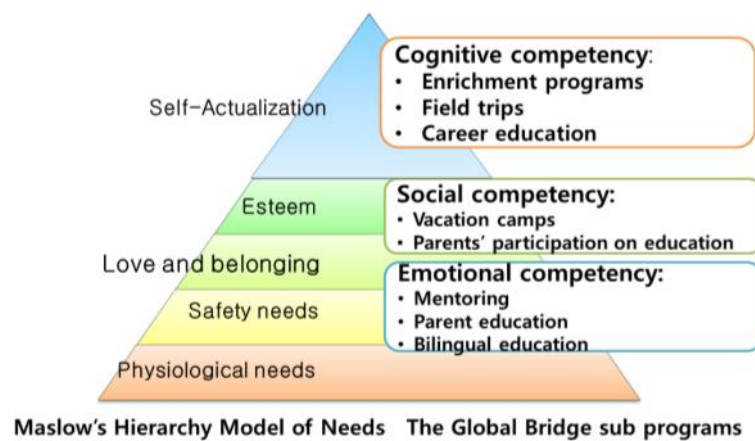 Self-Actualization
Esteem
Love and belonging
Safety needs
Physiological needs
Cognitive competency:
• Enrichment programs
• Field trips
• Career education
Social competency:
• Vacation camps
• Parents' participation on education
Emotional competency:
• Mentoring
• Parent education
• Bilingual education
Maslow's Hierarchy Model of Needs
The Global Bridge sub programs